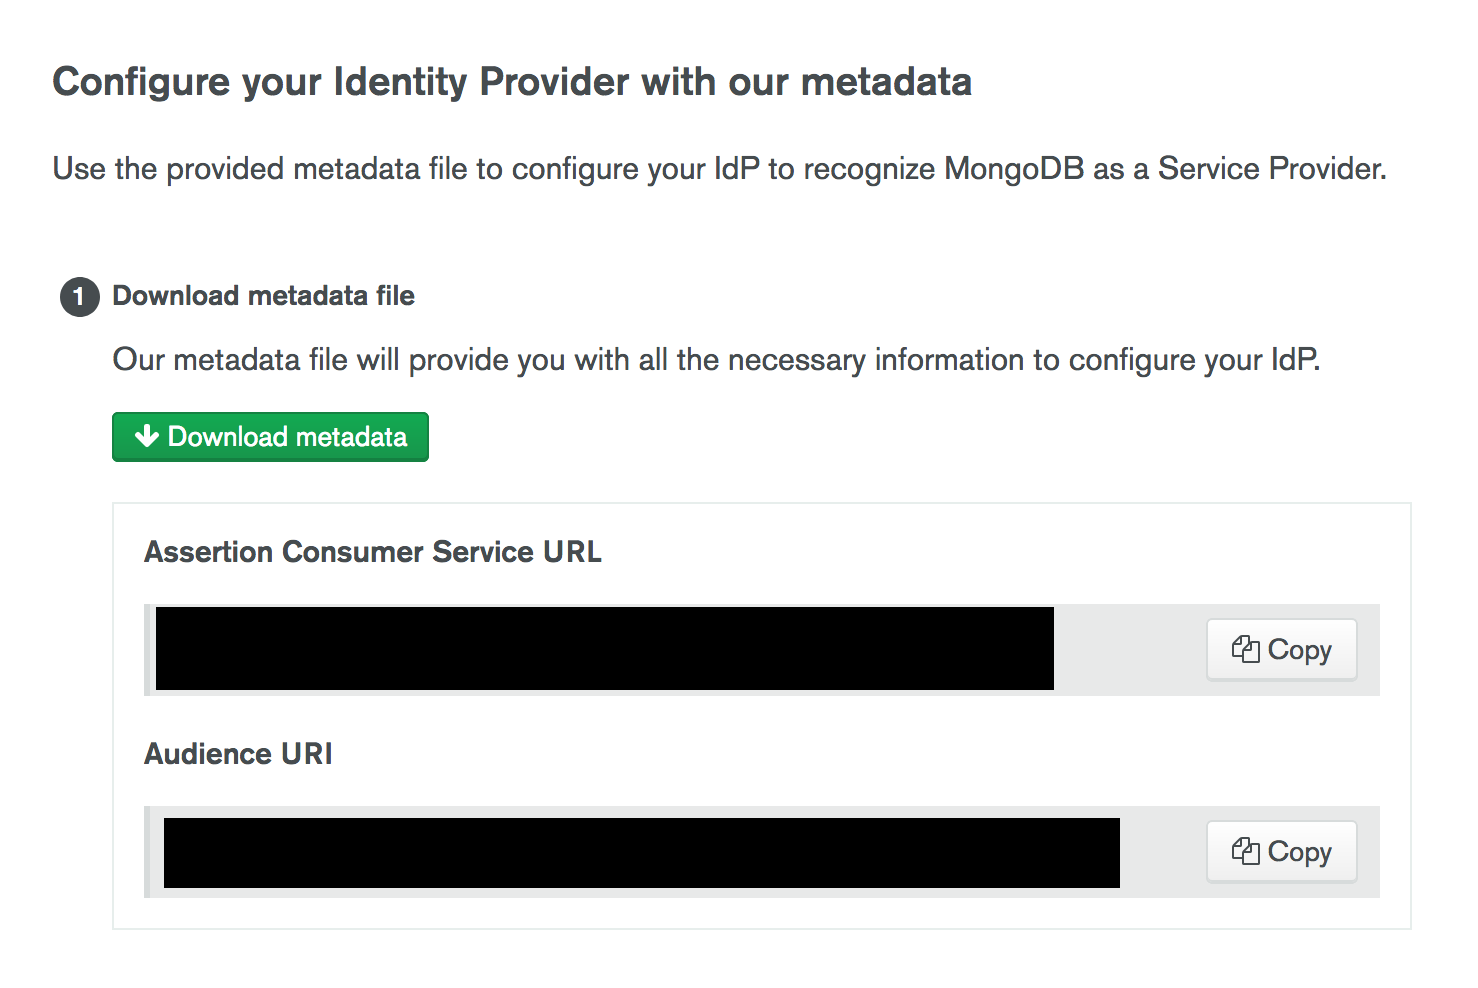 Configure your Identity Provider with our metadata
Use the provided metadata file to configure your IdP to recognize MongoDB as a Service Provider.
1 Download metadata file
Our metadata file will provide you with all the necessary information to configure your IdP.
Download metadata
Assertion Consumer Service URL
Copy
Audience URI
Copy